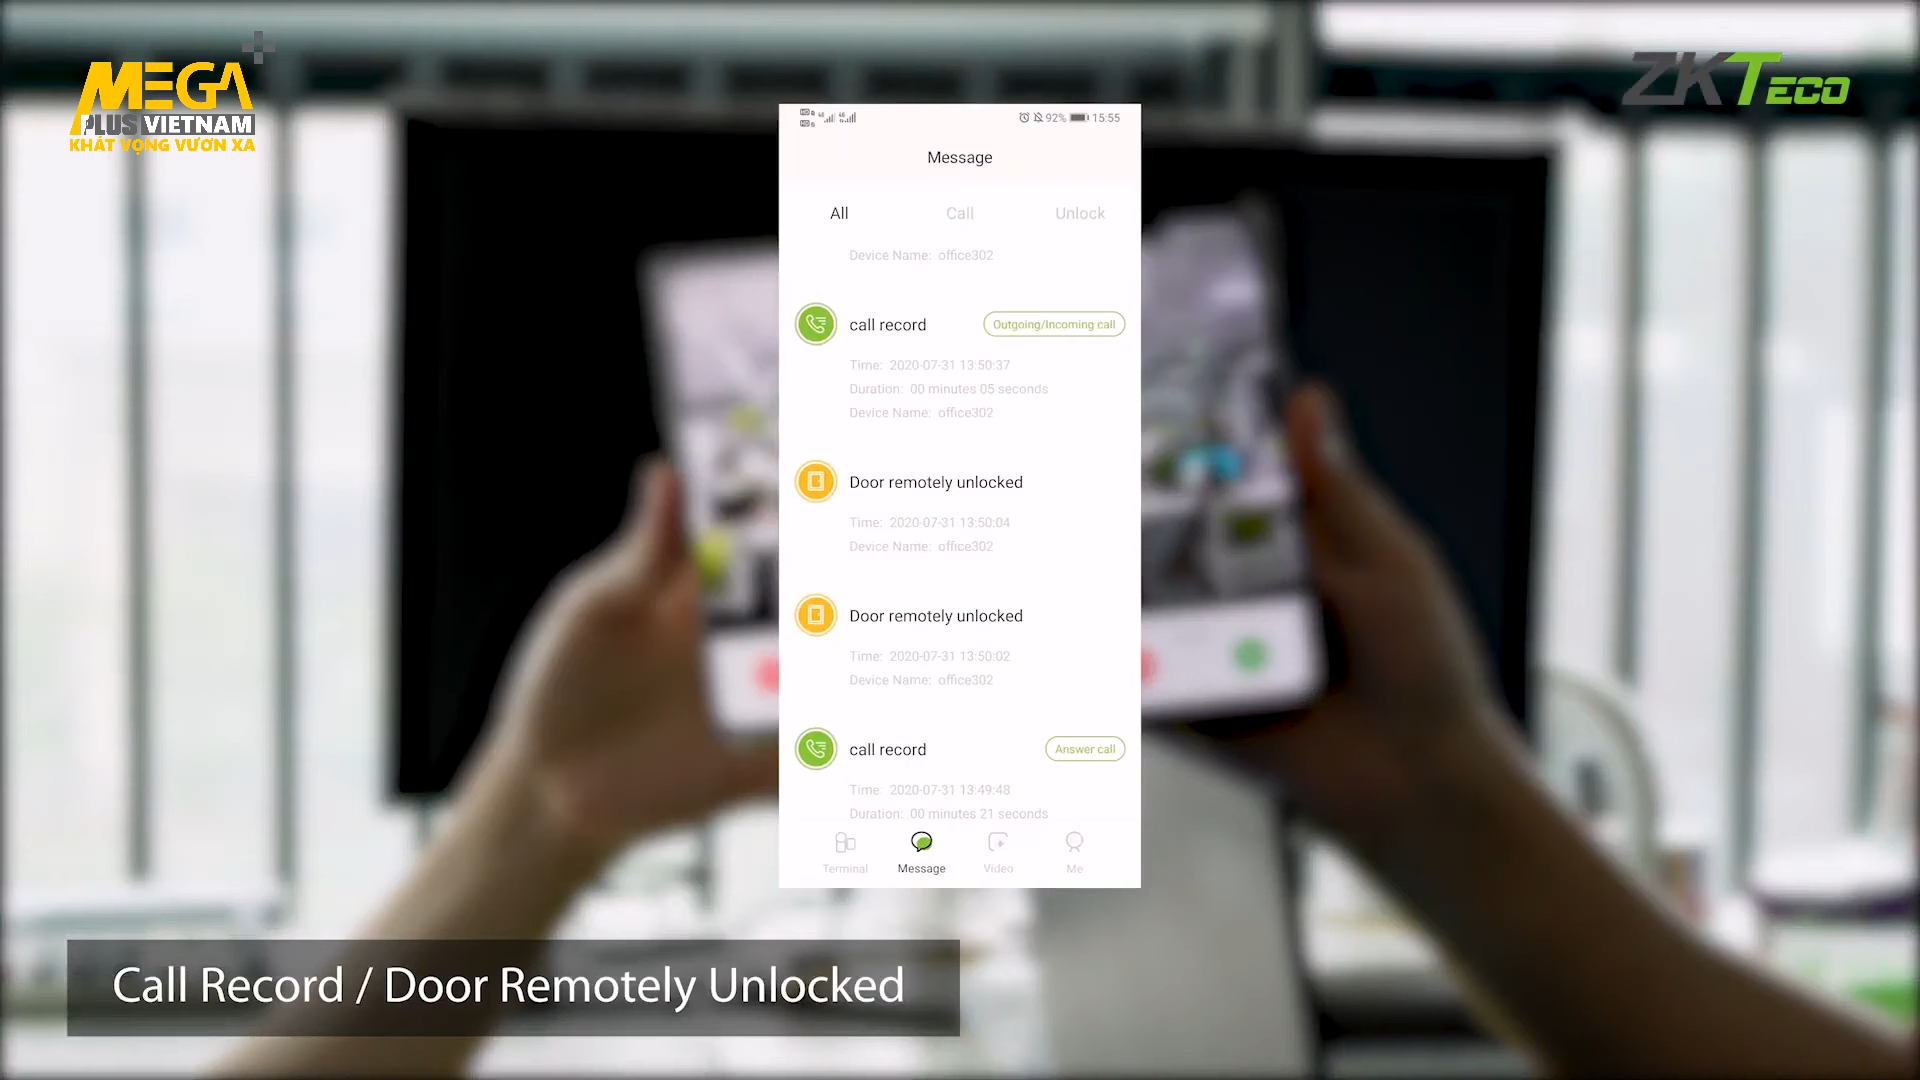 MEGA
PLUS VIETNAM
KHÁT VỌNG VƯƠN XA
ZKTECO
92% 15:55
Message
All Call Unlock
Device Name: office302
call record Outgoing/Incoming call
Time: 2020-07-31 13:50:37
Duration: 00 minutes 05 seconds
Device Name: office302
Door remotely unlocked
Time: 2020-07-31 13:50:04
Device Name: office302
Door remotely unlocked
Time: 2020-07-31 13:50:02
Device Name: office302
call record Answer call
Time: 2020-07-31 13:49:48
Duration: 00 minutes 21 seconds
Terminal Message Video Me
Call Record / Door Remotely Unlocked